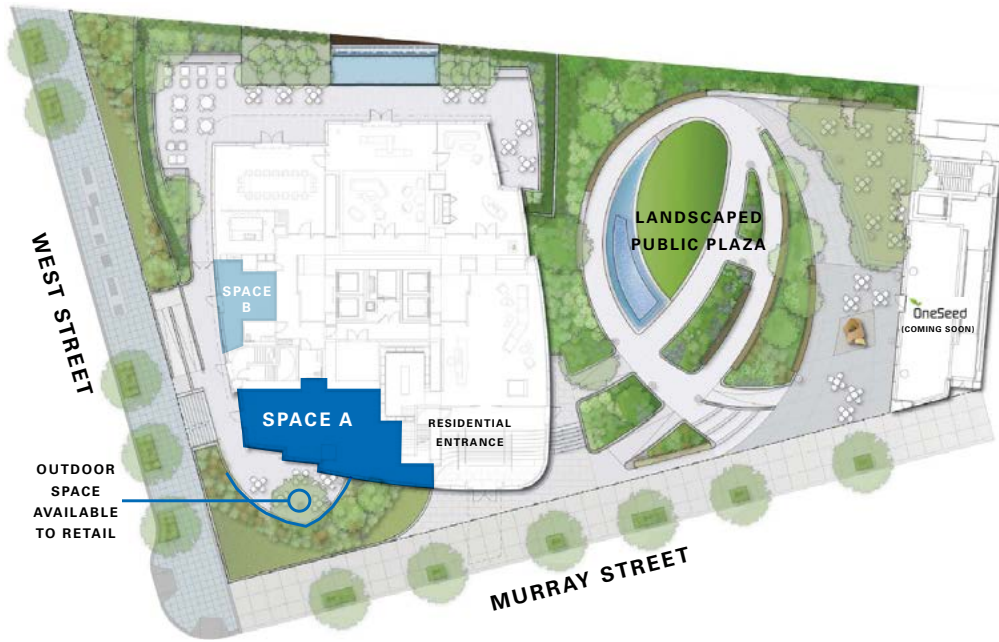 LANDSCAPED
PUBLIC PLAZA
WEST STREET
SPACE
B
OneSeed
(COMING SOON)
SPACE A
RESIDENTIAL
ENTRANCE
OUTDOOR
SPACE
AVAILABLE
TO RETAIL
MURRAY STREET